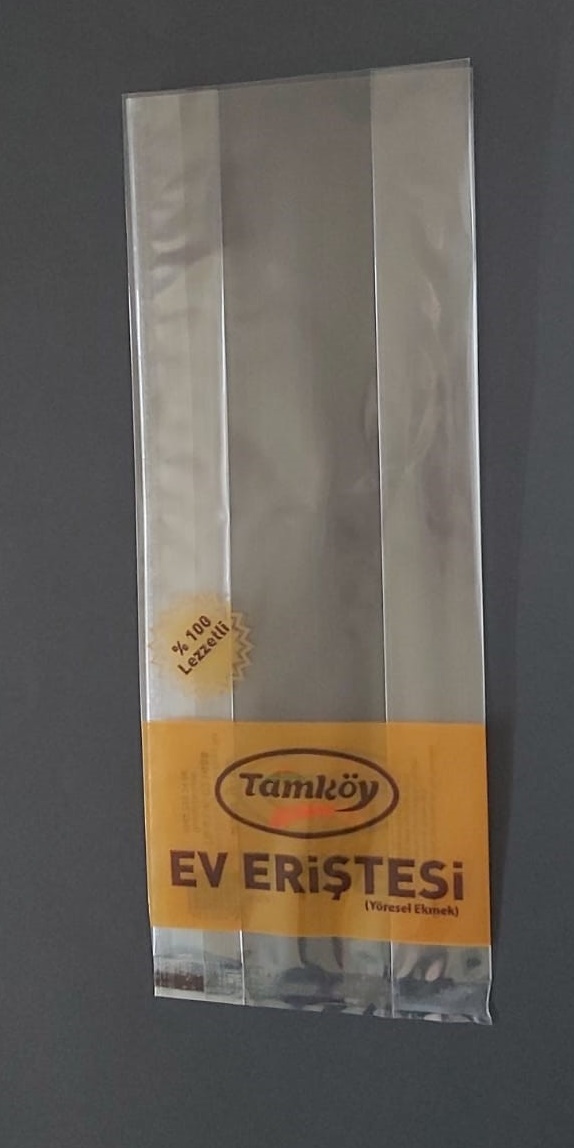 % 100
Lezzetli
Tamköy
EV ERİŞTESİ
(Yöresel Ekmek)